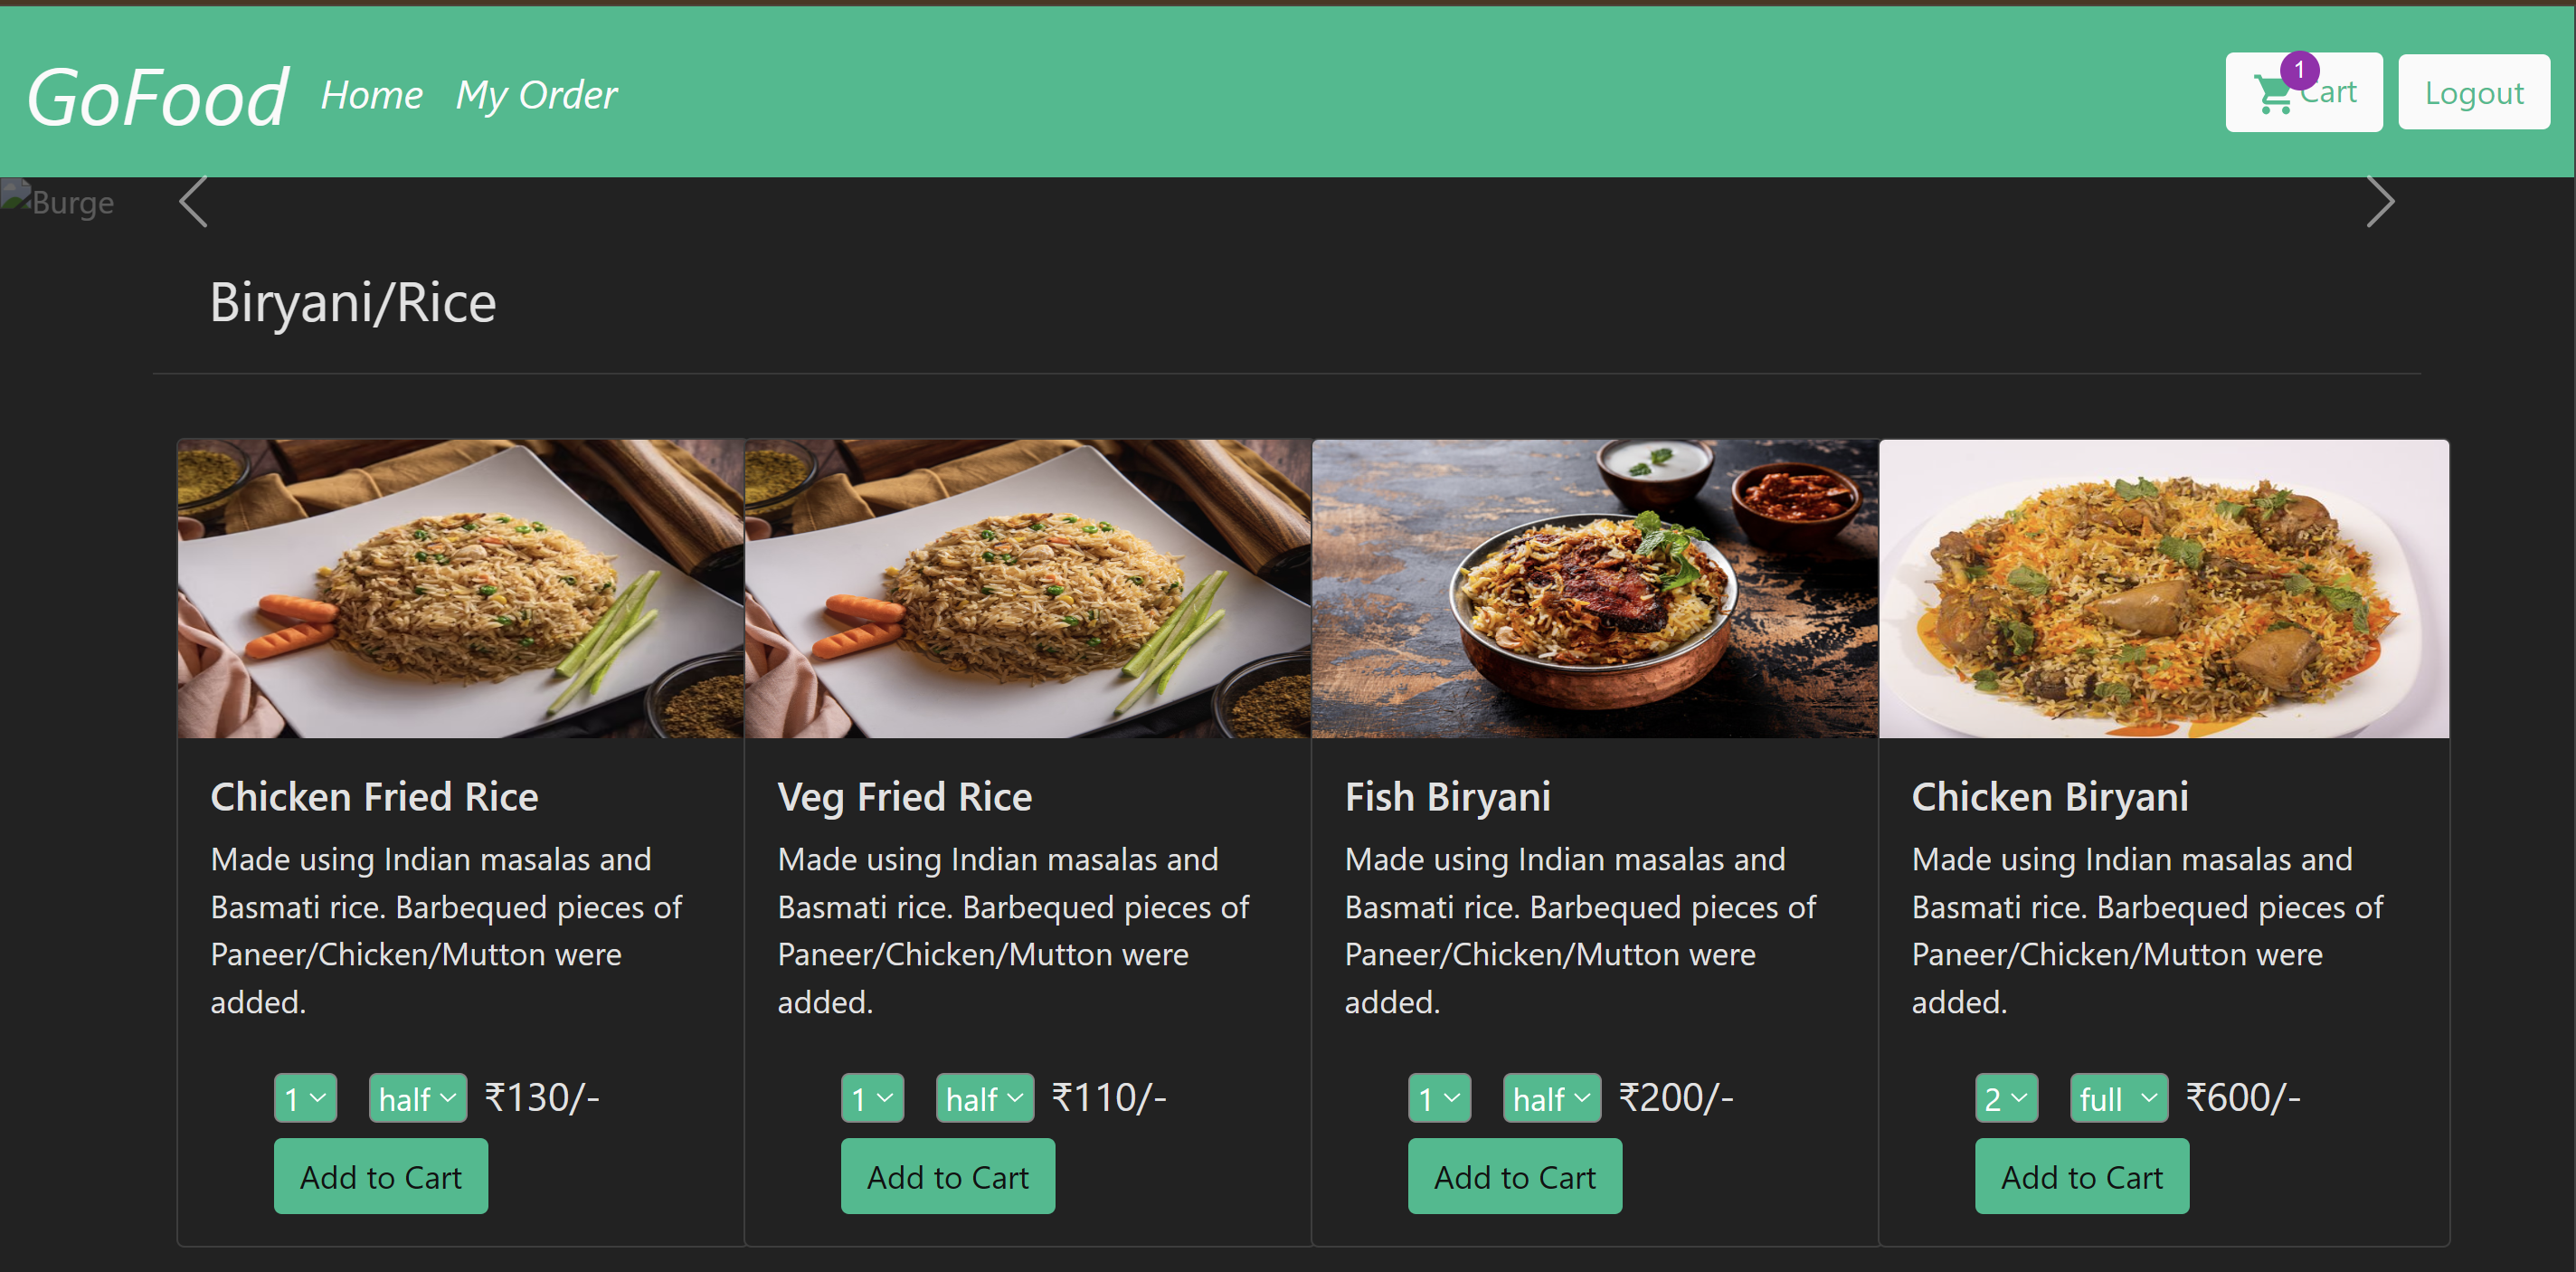 GoFood Home My Order 1 Cart Logout
Burge
Biryani/Rice
Chicken Fried Rice
Made using Indian masalas and
Basmati rice. Barbequed pieces of
Paneer/Chicken/Mutton were
added.
1 half ₹130/-
Add to Cart
Veg Fried Rice
Made using Indian masalas and
Basmati rice. Barbequed pieces of
Paneer/Chicken/Mutton were
added.
1 half ₹110/-
Add to Cart
Fish Biryani
Made using Indian masalas and
Basmati rice. Barbequed pieces of
Paneer/Chicken/Mutton were
added.
1 half ₹200/-
Add to Cart
Chicken Biryani
Made using Indian masalas and
Basmati rice. Barbequed pieces of
Paneer/Chicken/Mutton were
added.
2 full ₹600/-
Add to Cart